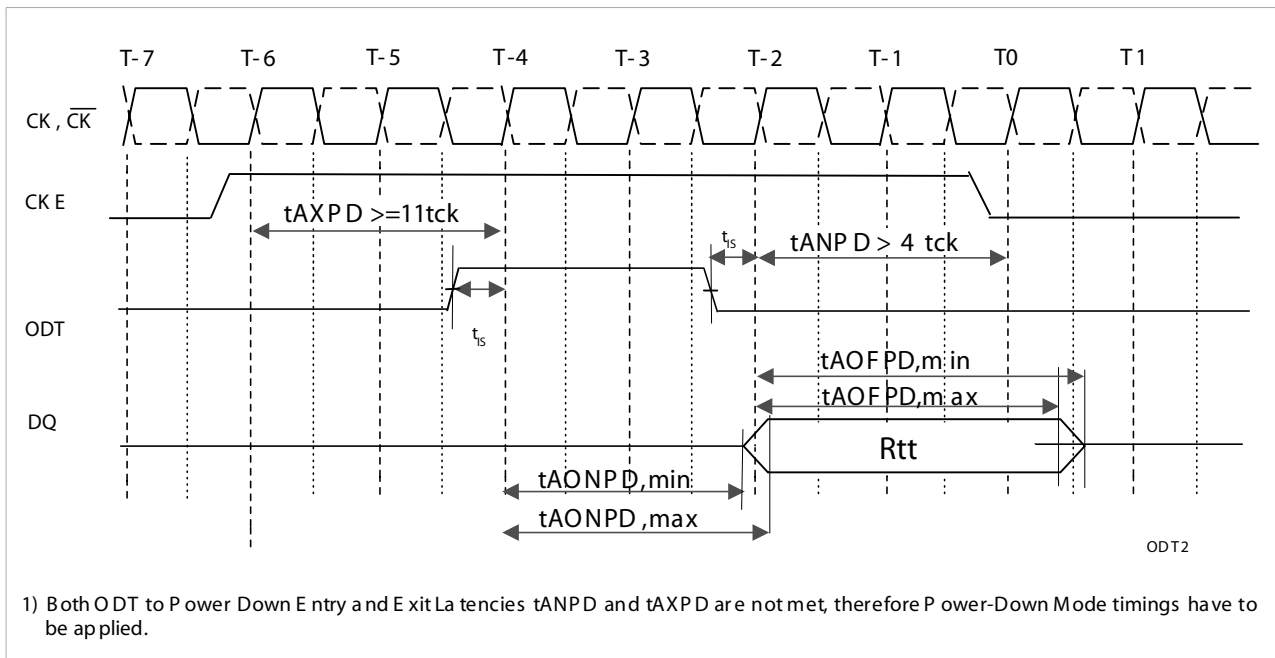 T-7 T-6 T-5 T-4 T-3 T-2 T-1 T0 T1
CK, CK
CKE
tAXPD >=11tck
tIS
tANPD > 4 tck
ODT
tIS
tAOFPD,min
tAOFPD,max
DQ
Rtt
tAONPD,min
tAONPD,max
ODT2
1) Both ODT to Power Down Entry and Exit Latencies tANPD and tAXPD are not met, therefore Power-Down Mode timings have to
be applied.